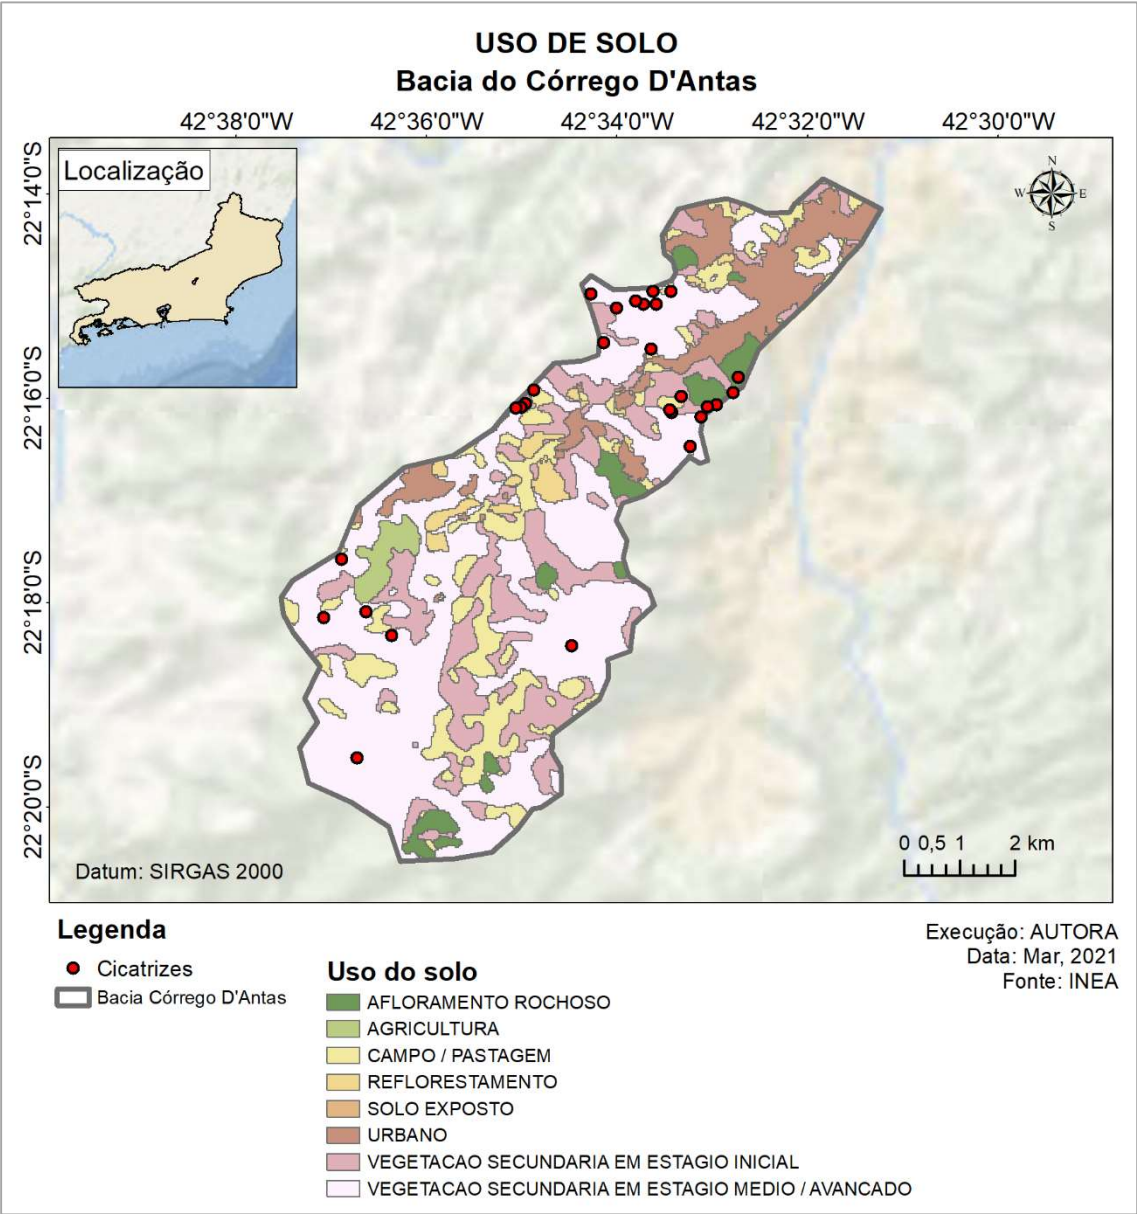 USO DE SOLO
Bacia do Córrego D'Antas
42°38'0"W 42°36'0"W 42°34'0"W 42°32'0"W 42°30'0"W
22°14'0"S
22°16'0"S
22°18'0"S
22°20'0"S
Localização
N
W E
S
0 0,5 1 2 km
Datum: SIRGAS 2000
Legenda
Cicatrizes
Bacia Córrego D'Antas
Uso do solo
AFLORAMENTO ROCHOSO
AGRICULTURA
CAMPO / PASTAGEM
REFLORESTAMENTO
SOLO EXPOSTO
URBANO
VEGETACAO SECUNDARIA EM ESTAGIO INICIAL
VEGETACAO SECUNDARIA EM ESTAGIO MEDIO / AVANCADO
Execução: AUTORA
Data: Mar, 2021
Fonte: INEA